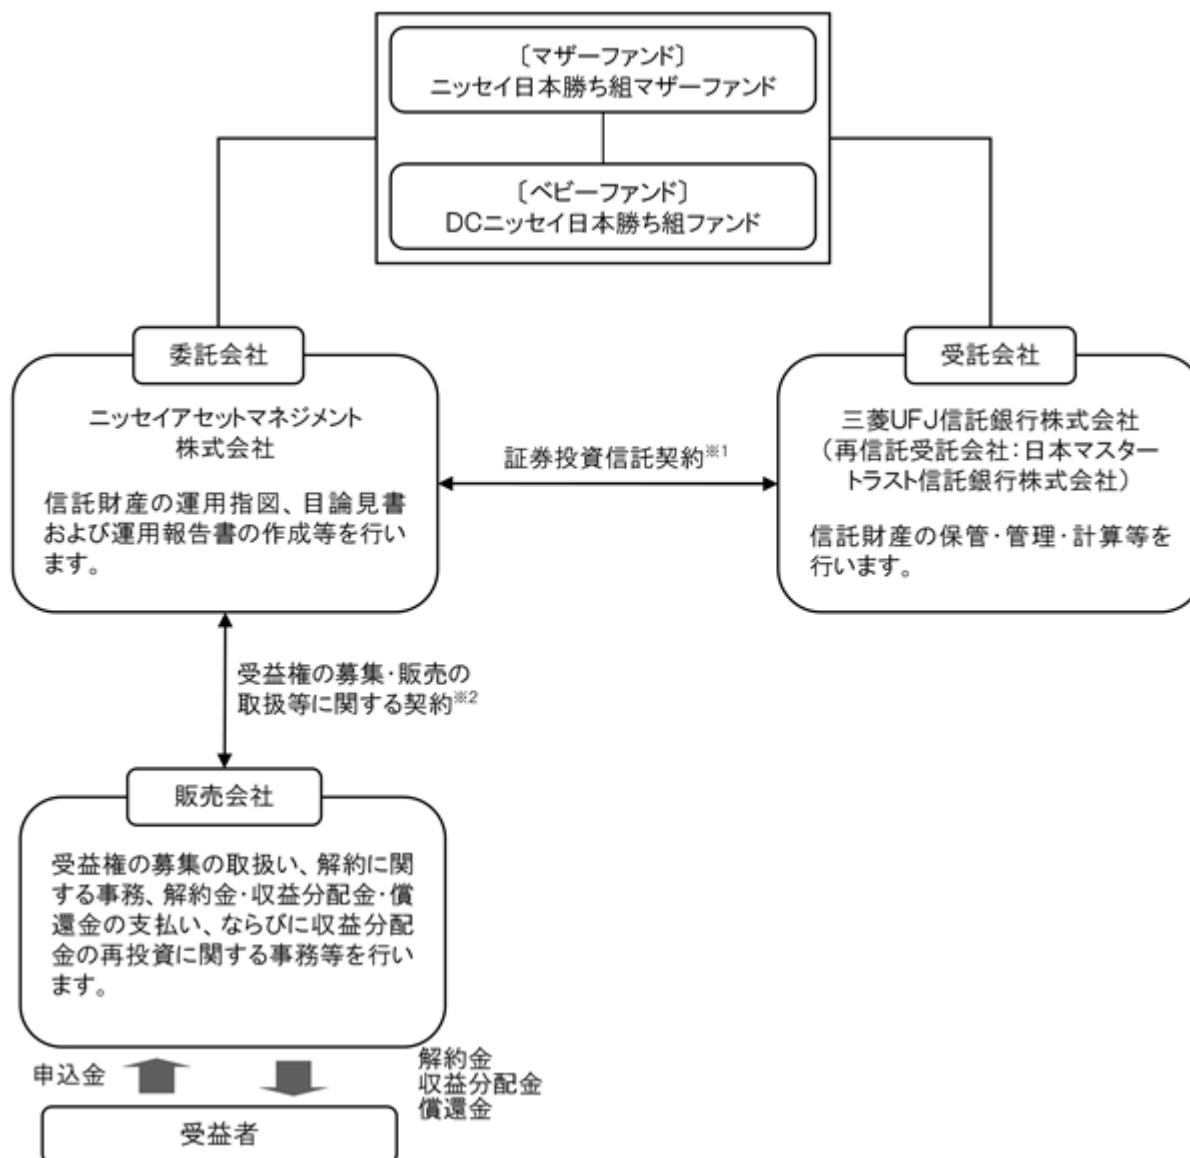 〔マザーファンド〕
ニッセイ日本勝ち組マザーファンド
〔ベビーファンド〕
DCニッセイ日本勝ち組ファンド
委託会社
ニッセイアセットマネジメント
株式会社
信託財産の運用指図、目論見書
および運用報告書の作成等を行い
ます。
証券投資信託契約※1
受託会社
三菱UFJ信託銀行株式会社
（再信託受託会社：日本マスター
トラスト信託銀行株式会社）
信託財産の保管・管理・計算等を
行います。
受益権の募集・販売の
取扱等に関する契約※2
販売会社
受益権の募集の取扱い、解約に関
する事務、解約金・収益分配金・償
還金の支払い、ならびに収益分配
金の再投資に関する事務等を行い
ます。
申込金
解約金
収益分配金
償還金
受益者